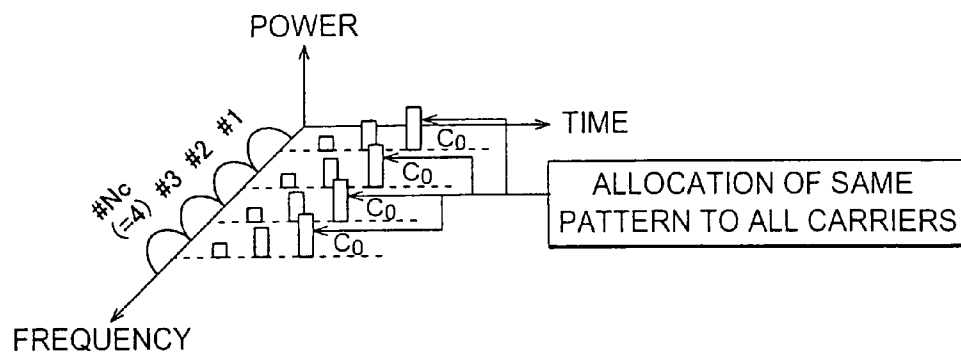 POWER
TIME
#1
#2
#3
#Nc
(=4)
C0
C0
C0
C0
ALLOCATION OF SAME
PATTERN TO ALL CARRIERS
FREQUENCY